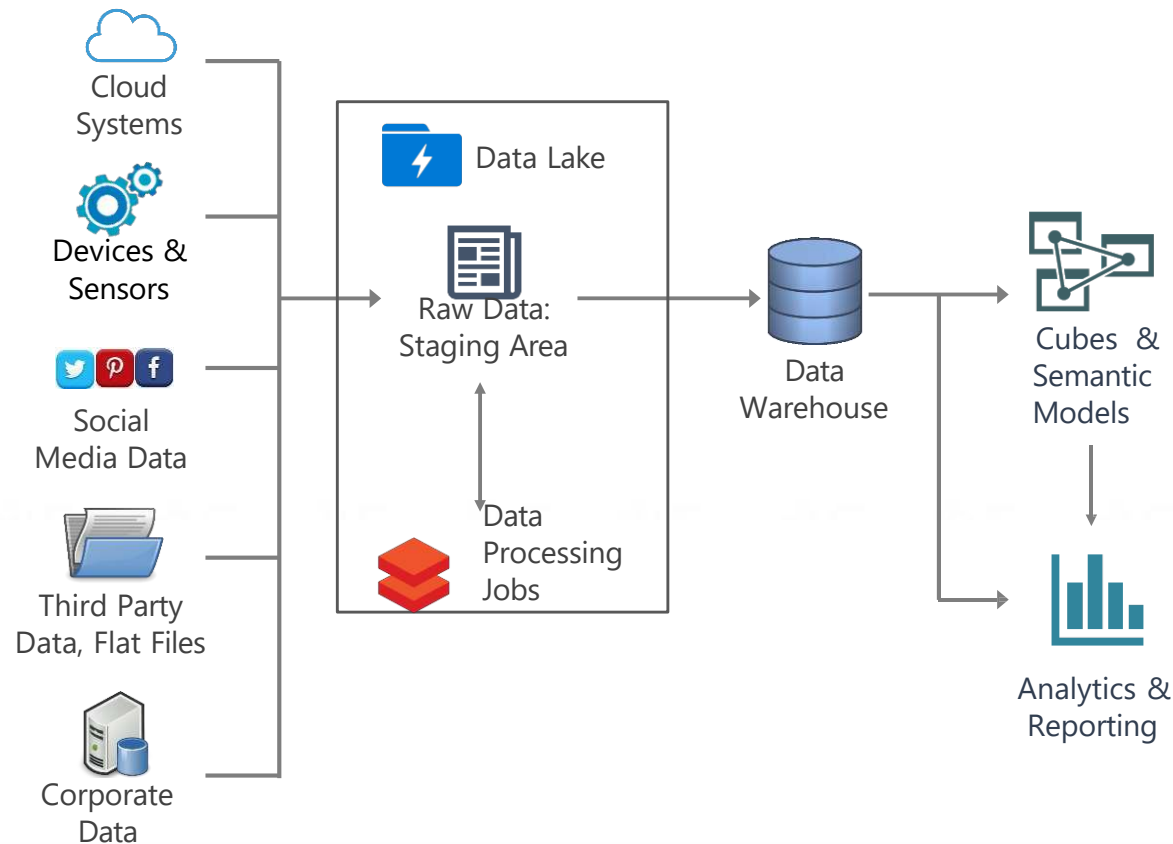 Cloud
Systems
Devices &
Sensors
Social
Media Data
Third Party
Data, Flat Files
Corporate
Data
Data Lake
Raw Data:
Staging Area
Data
Processing
Jobs
Data
Warehouse
Cubes &
Semantic
Models
Analytics &
Reporting